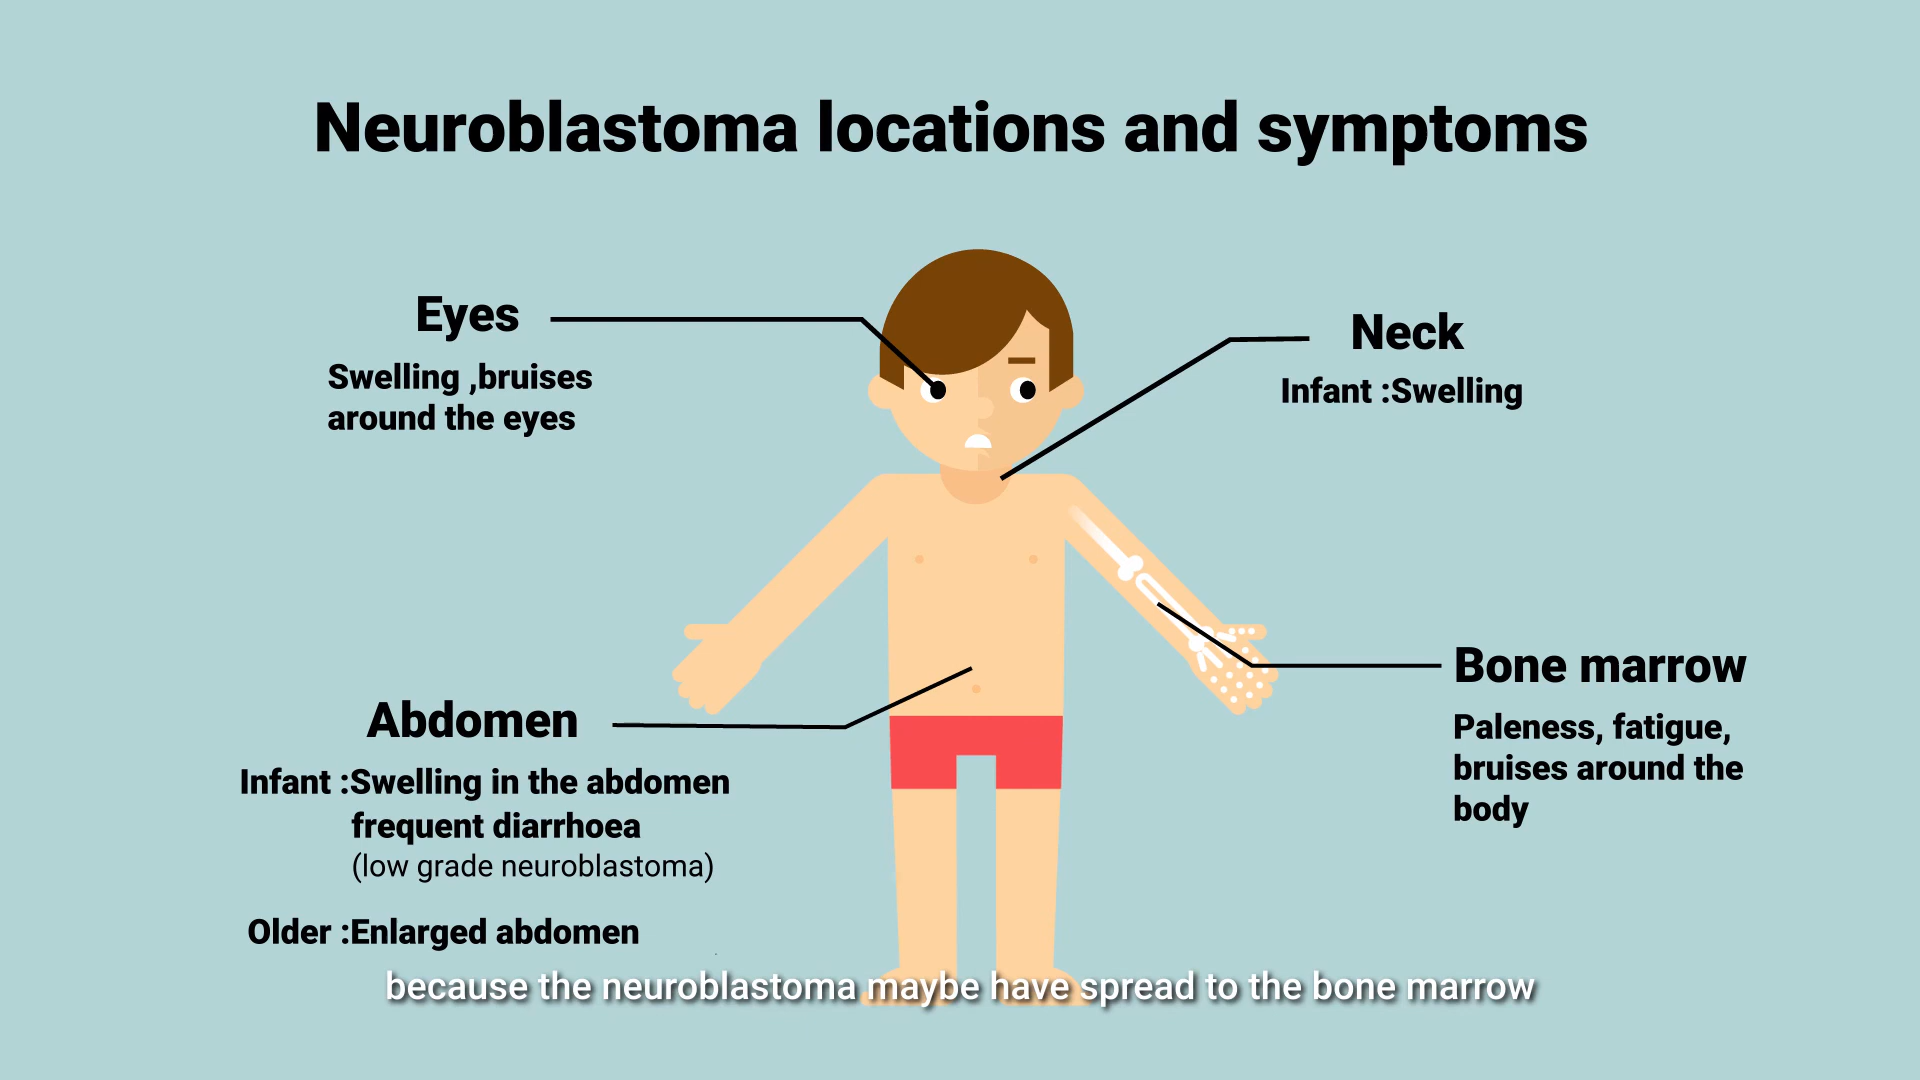 Neuroblastoma locations and symptoms
Eyes
Swelling ,bruises
around the eyes
Neck
Infant :Swelling
Abdomen
Infant :Swelling in the abdomen
frequent diarrhoea
(low grade neuroblastoma)
Older :Enlarged abdomen
Bone marrow
Paleness, fatigue,
bruises around the
body
because the neuroblastoma maybe have spread to the bone marrow